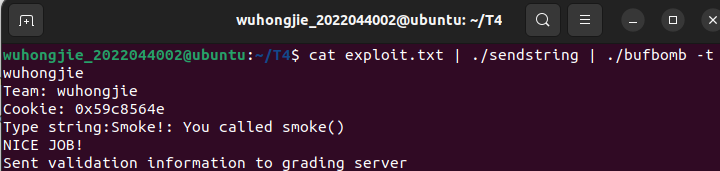 wuhongjie_2022044002@ubuntu: ~/T4
wuhongjie_2022044002@ubuntu:~/T4$ cat exploit.txt | ./sendstring | ./bufbomb -t
wuhongjie
Team: wuhongjie
Cookie: 0x59c8564e
Type string:Smoke!: You called smoke()
NICE JOB!
Sent validation information to grading server